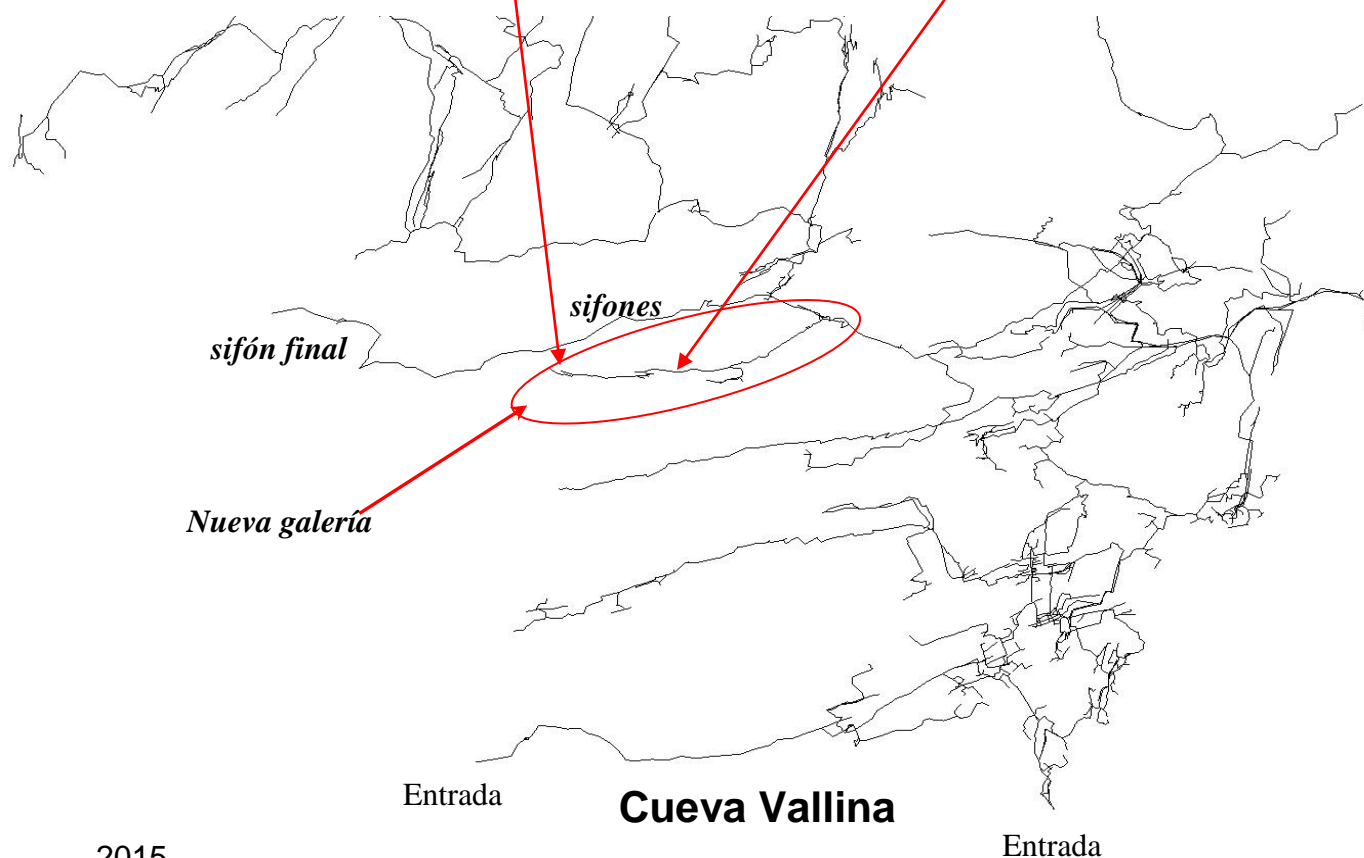 sifones
sifón final
Nueva galería
Entrada
Cueva Vallina
Entrada
2015